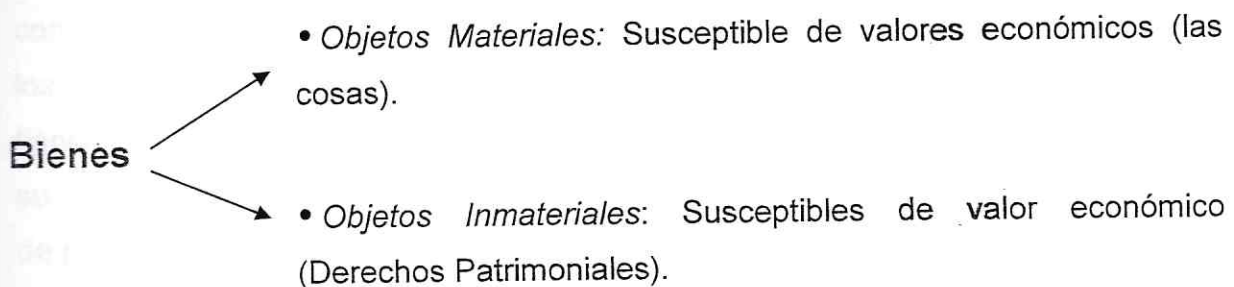 • Objetos Materiales: Susceptible de valores económicos (las
cosas).
Bienes
• Objetos Inmateriales: Susceptibles de valor económico
(Derechos Patrimoniales).